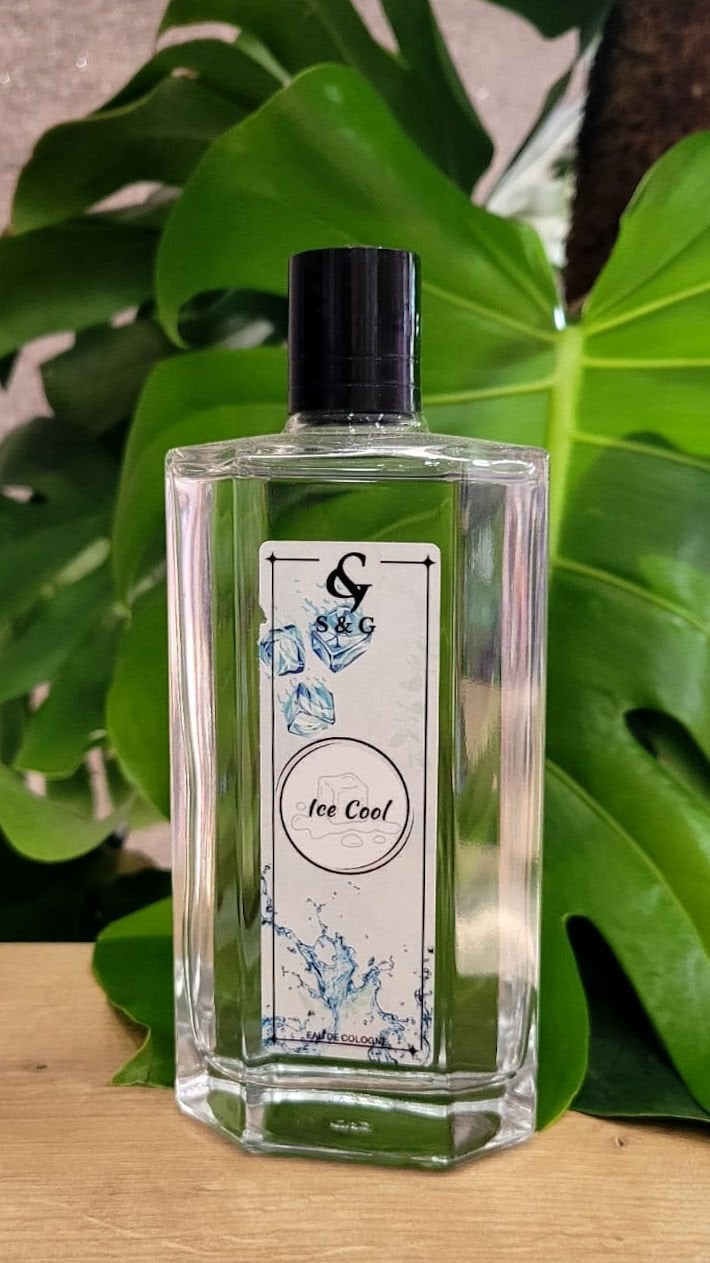 &
S & G
Ice Cool
EAU DE COLOGNE